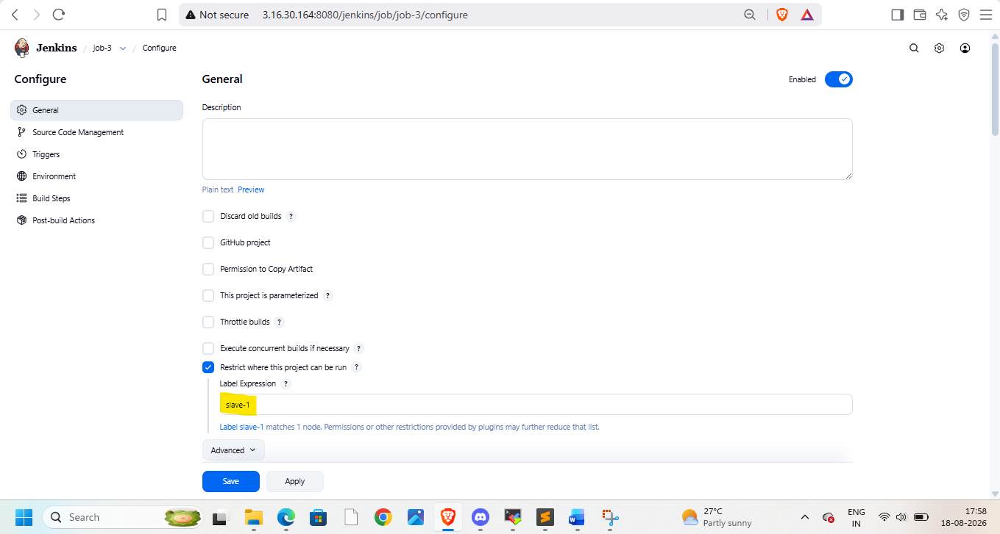 Not secure 3.16.30.164:8080/jenkins/job/job-3/configure
Jenkins / job-3 / Configure
Configure
General
Source Code Management
Triggers
Environment
Build Steps
Post-build Actions
General
Enabled
Description
Plain text Preview
Discard old builds ?
GitHub project
Permission to Copy Artifact
This project is parameterized ?
Throttle builds ?
Execute concurrent builds if necessary ?
Restrict where this project can be run ?
Label Expression ?
slave-1
Label slave-1 matches 1 node. Permissions or other restrictions provided by plugins may further reduce that list.
Advanced
Save Apply
Search
27°C
Partly sunny
ENG
IN
17:58
18-08-2026